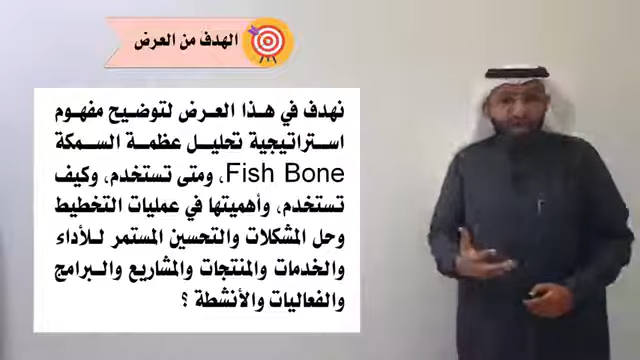 الهدف من العرض
نهدف في هذا العرض لتوضيح مفهوم
استراتيجية تحليل عظمة السمكة
Fish Bone، ومتى تستخدم، وكيف
تستخدم، وأهميتها في عمليات التخطيط
وحل المشكلات والتحسين المستمر للأداء
والخدمات والمنتجات والمشاريع والبرامج
والفعاليات والأنشطة ؟